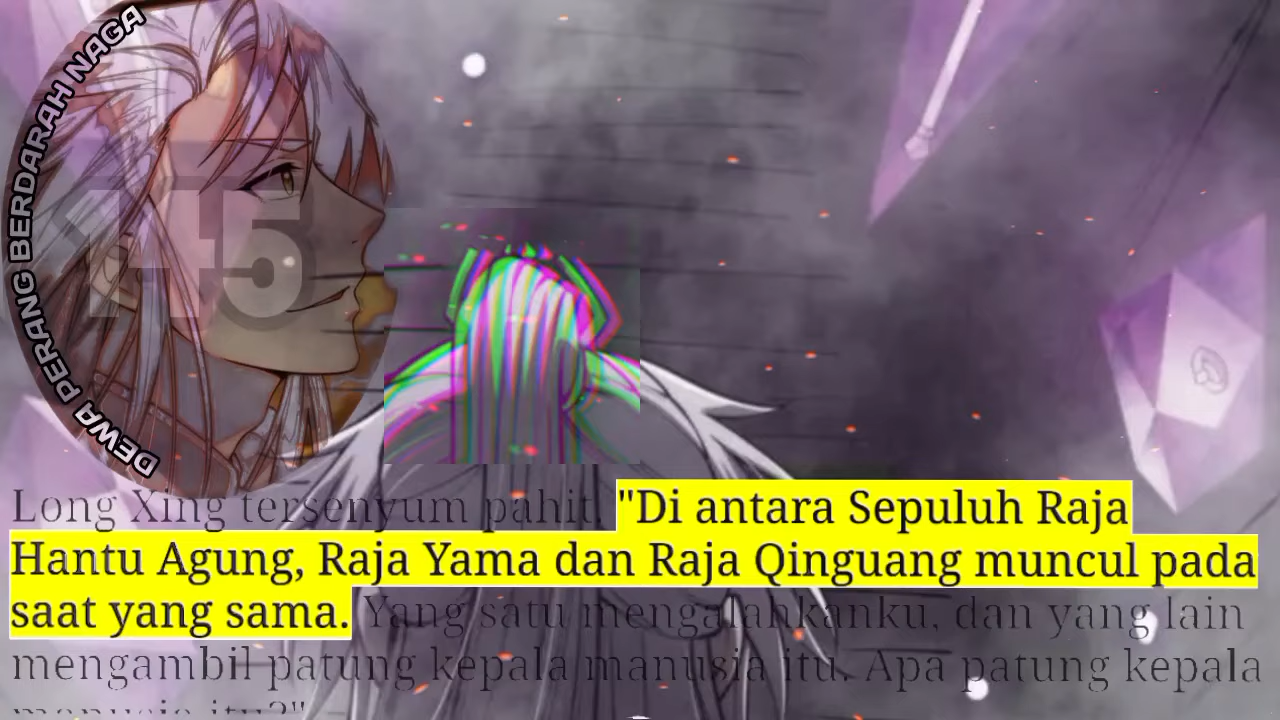 DEWA PERANG BERDARAH NAGA
145
Long Xing tersenyum pahit. "Di antara Sepuluh Raja
Hantu Agung, Raja Yama dan Raja Qinguang muncul pada
saat yang sama. Yang satu mengalahkanku, dan yang lain
mengambil patung kepala manusia itu. Apa patung kepala
manusia itu?"